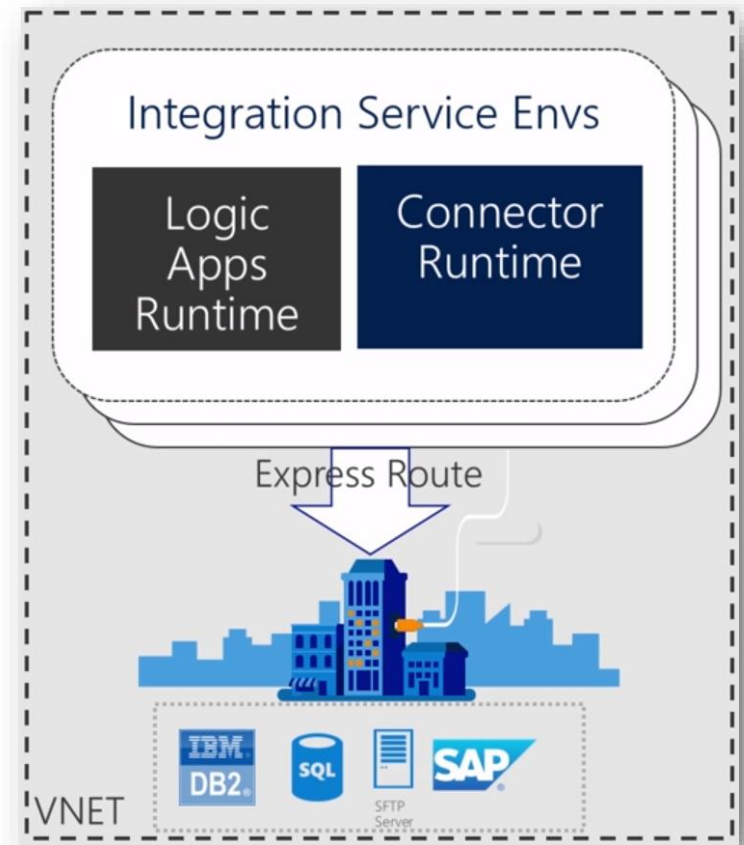 Integration Service Envs
Logic
Apps
Runtime
Connector
Runtime
Express Route
IBM
DB2
SQL
SFTP
Server
SAP
VNET